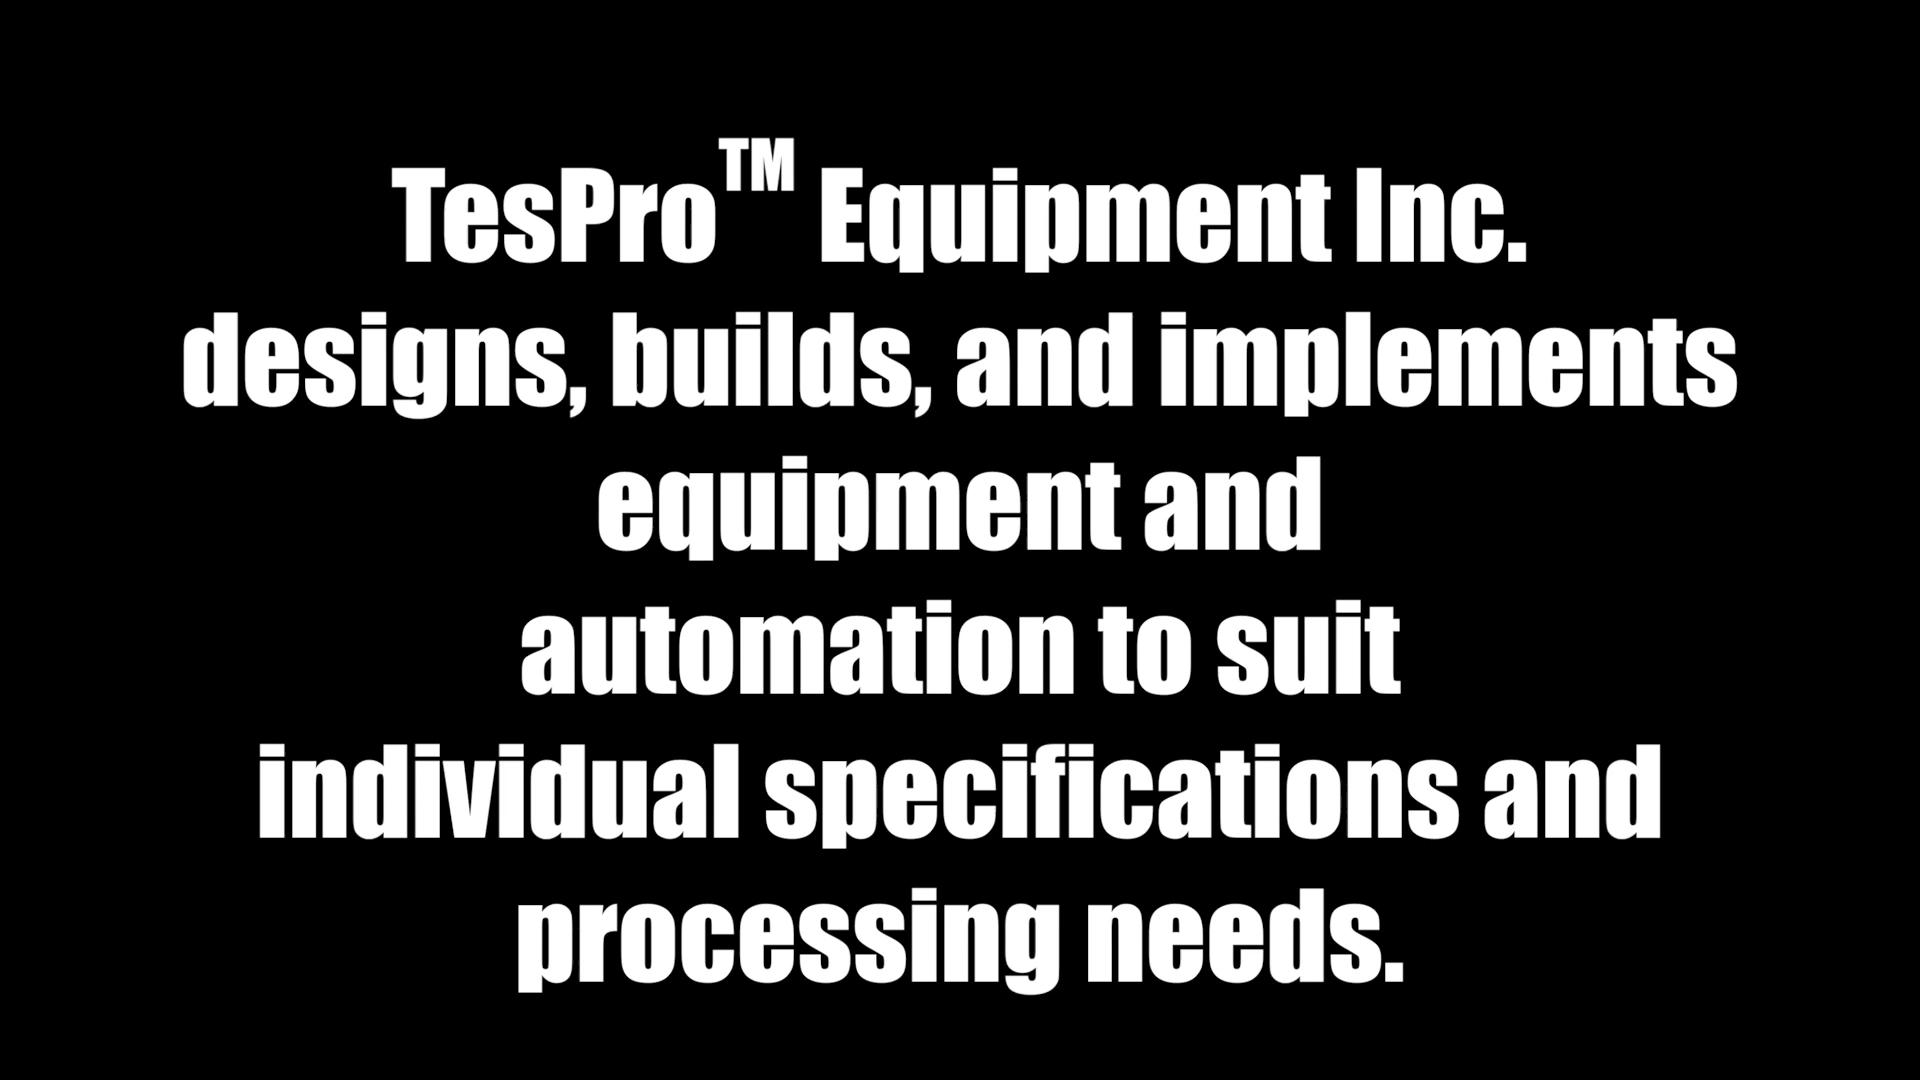 TesPro™ Equipment Inc.
designs, builds, and implements
equipment and
automation to suit
individual specifications and
processing needs.